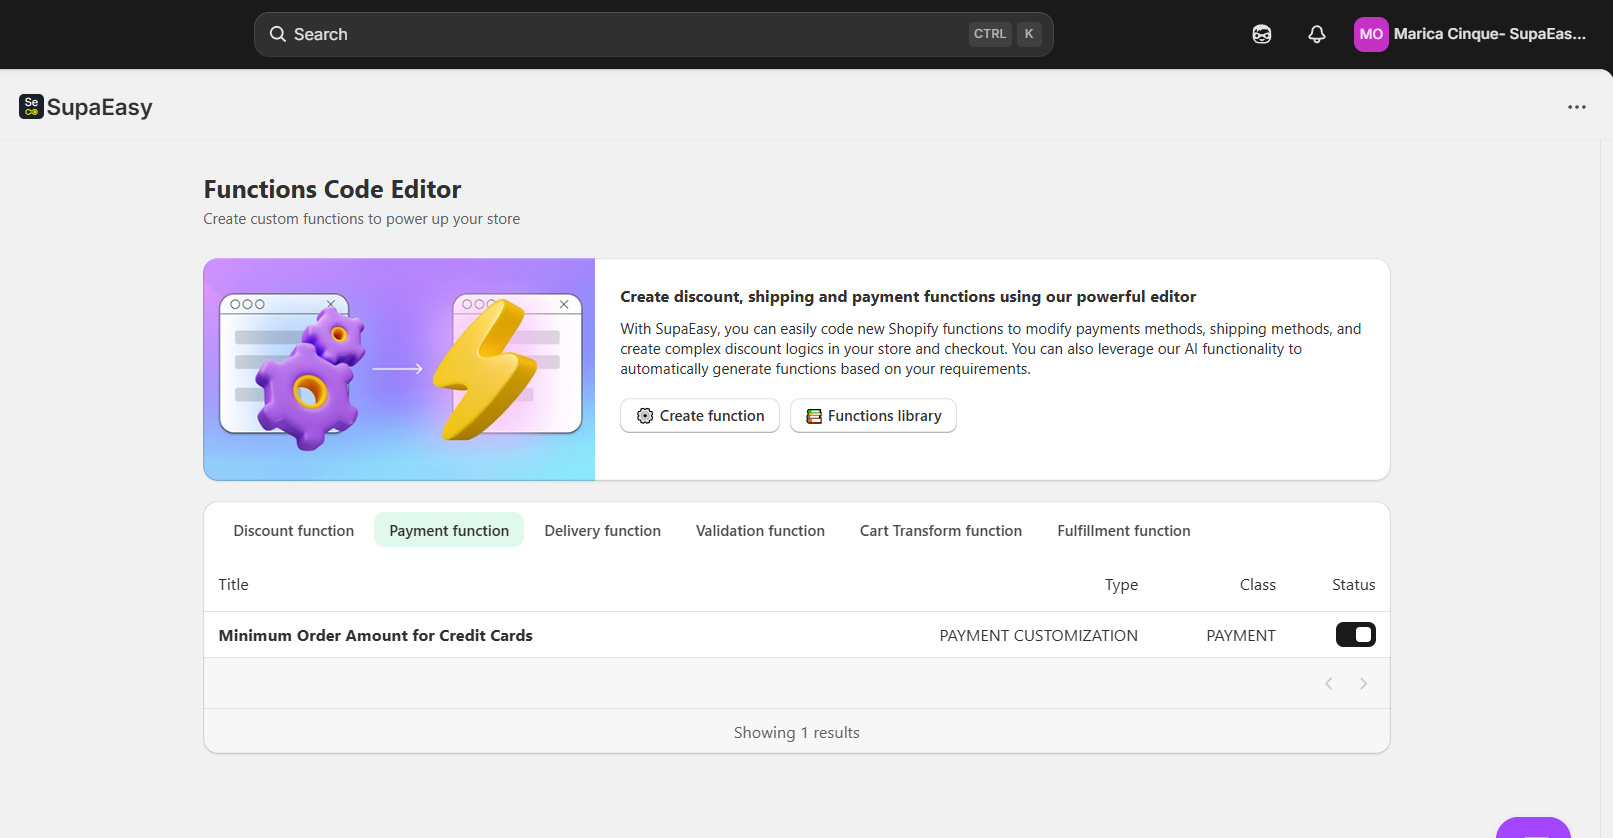 Search
CTRL K
MO Marica Cinque- SupaEas...
Se SupaEasy
Functions Code Editor
Create custom functions to power up your store
Create discount, shipping and payment functions using our powerful editor
With SupaEasy, you can easily code new Shopify functions to modify payments methods, shipping methods, and
create complex discount logics in your store and checkout. You can also leverage our AI functionality to
automatically generate functions based on your requirements.
Create function
Functions library
Discount function Payment function Delivery function Validation function Cart Transform function Fulfillment function
Title Type Class Status
Minimum Order Amount for Credit Cards PAYMENT CUSTOMIZATION PAYMENT
Showing 1 results